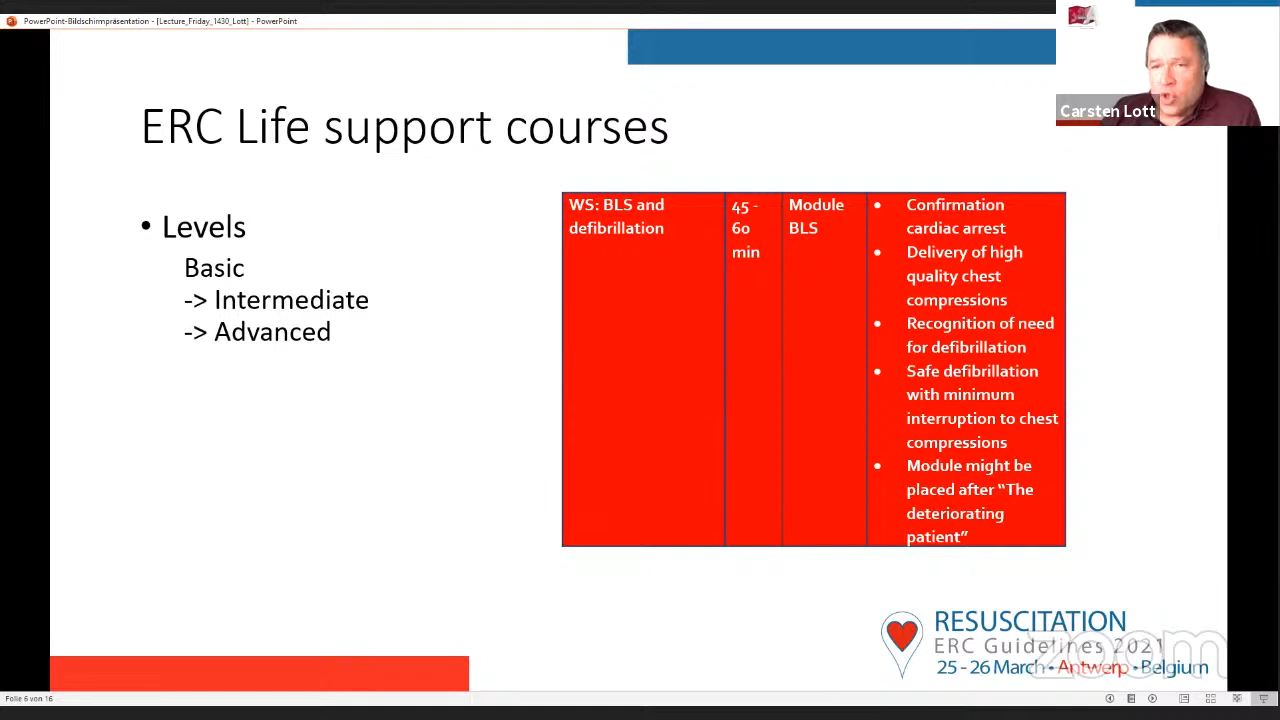 PowerPoint-Bildschirmpräsentation - [Lecture_Friday_1430_Lott] - PowerPoint
Carsten Lott
ERC Life support courses
• Levels
Basic
-> Intermediate
-> Advanced
WS: BLS and
defibrillation
45 -
60
min
Module
BLS
• Confirmation
cardiac arrest
• Delivery of high
quality chest
compressions
• Recognition of need
for defibrillation
• Safe defibrillation
with minimum
interruption to chest
compressions
• Module might be
placed after “The
deteriorating
patient”
RESUSCITATION
ERC Guidelines 2021
25 - 26 March • Antwerp • Belgium
zoom
Folie 6 von 16